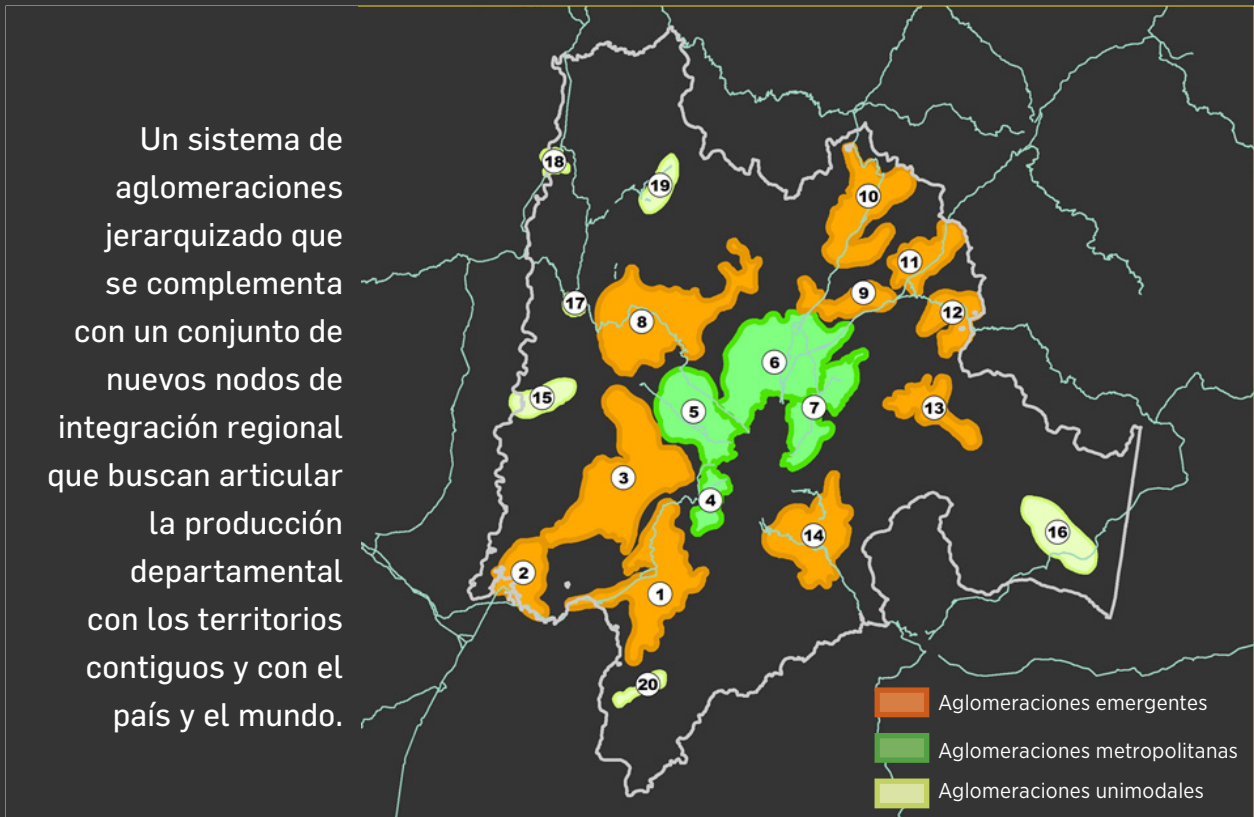 Un sistema de
aglomeraciones
jerarquizado que
se complementa
con un conjunto de
nuevos nodos de
integración regional
que buscan articular
la producción
departamental
con los territorios
contiguos y con el
país y el mundo.
18
19
10
11
17
8
9
12
6
15
5
7
13
3
4
14
16
2
1
20
Aglomeraciones emergentes
Aglomeraciones metropolitanas
Aglomeraciones unimodales